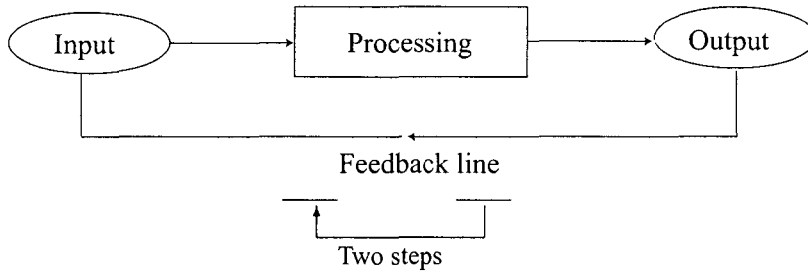 Input
Processing
Output
Feedback line
Two steps